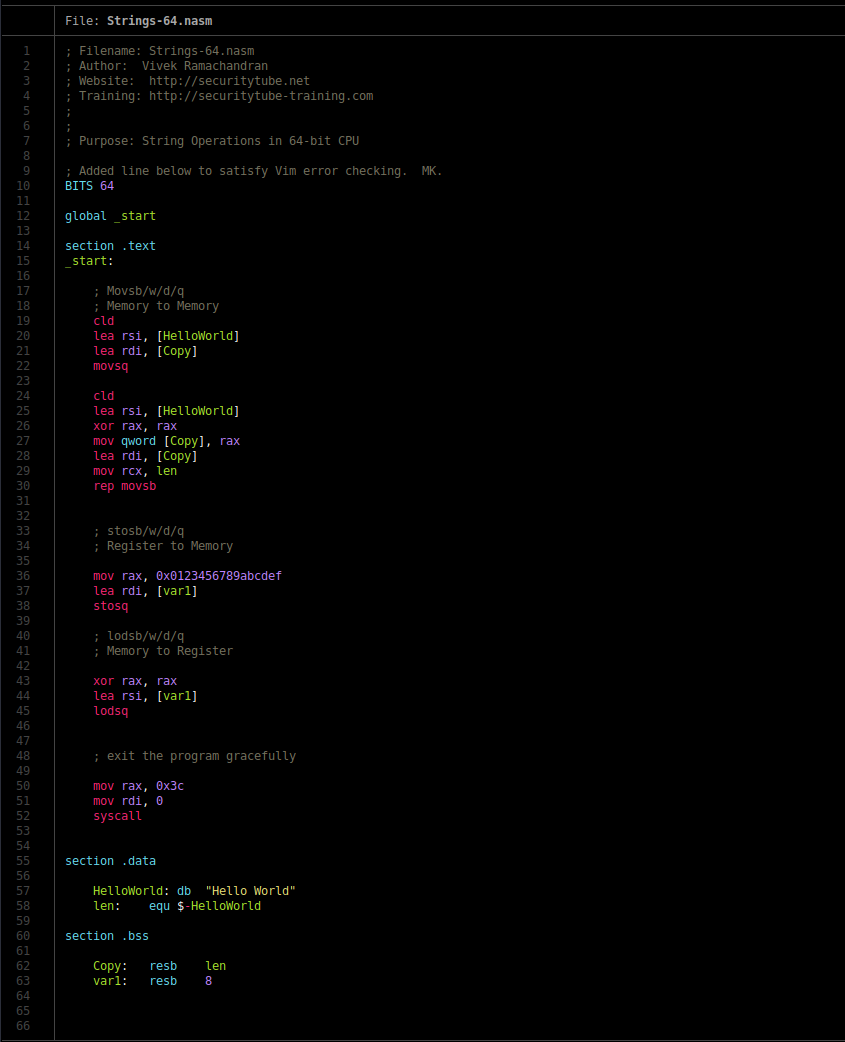 File: Strings-64.nasm
1 ; Filename: Strings-64.nasm
2 ; Author:  Vivek Ramachandran
3 ; Website:  http://securitytube.net
4 ; Training: http://securitytube-training.com
5 ;
6 ;
7 ; Purpose: String Operations in 64-bit CPU
8
9 ; Added line below to satisfy Vim error checking.  MK.
10 BITS 64
11
12 global _start
13
14 section .text
15 _start:
16
17     ; Movsb/w/d/q
18     ; Memory to Memory
19     cld
20     lea rsi, [HelloWorld]
21     lea rdi, [Copy]
22     movsq
23
24     cld
25     lea rsi, [HelloWorld]
26     xor rax, rax
27     mov qword [Copy], rax
28     lea rdi, [Copy]
29     mov rcx, len
30     rep movsb
31
32
33     ; stosb/w/d/q
34     ; Register to Memory
35
36     mov rax, 0x0123456789abcdef
37     lea rdi, [var1]
38     stosq
39
40     ; lodsb/w/d/q
41     ; Memory to Register
42
43     xor rax, rax
44     lea rsi, [var1]
45     lodsq
46
47
48     ; exit the program gracefully
49
50     mov rax, 0x3c
51     mov rdi, 0
52     syscall
53
54
55 section .data
56
57     HelloWorld: db  "Hello World"
58     len:    equ $-HelloWorld
59
60 section .bss
61
62     Copy:   resb    len
63     var1:   resb    8
64
65
66